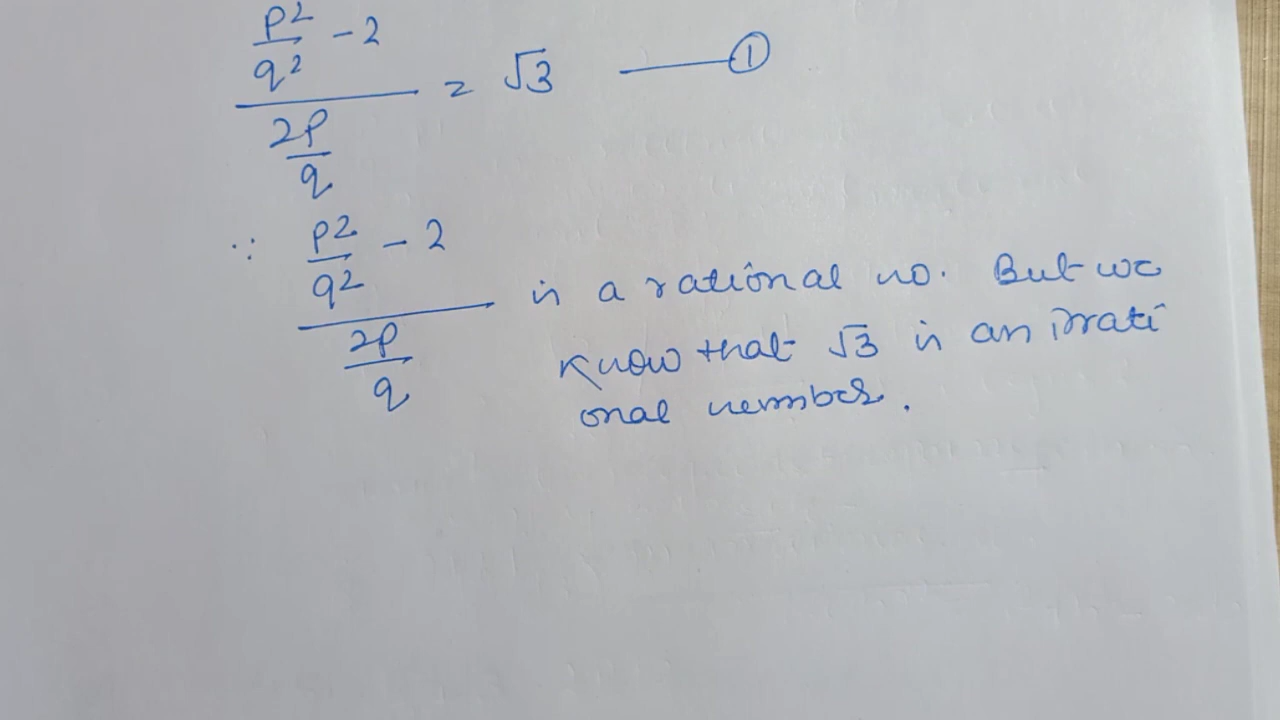 p²/q² - 2
―――― = √3 —— ①
2p/q
∵ p²/q² - 2
―――― is a rational no. But we
2p/q know that √3 is an irrati
onal number.